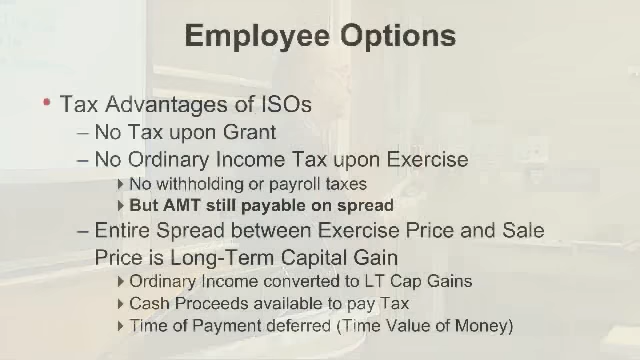 Employee Options
• Tax Advantages of ISOs
– No Tax upon Grant
– No Ordinary Income Tax upon Exercise
No withholding or payroll taxes
But AMT still payable on spread
– Entire Spread between Exercise Price and Sale
Price is Long-Term Capital Gain
Ordinary Income converted to LT Cap Gains
Cash Proceeds available to pay Tax
Time of Payment deferred (Time Value of Money)